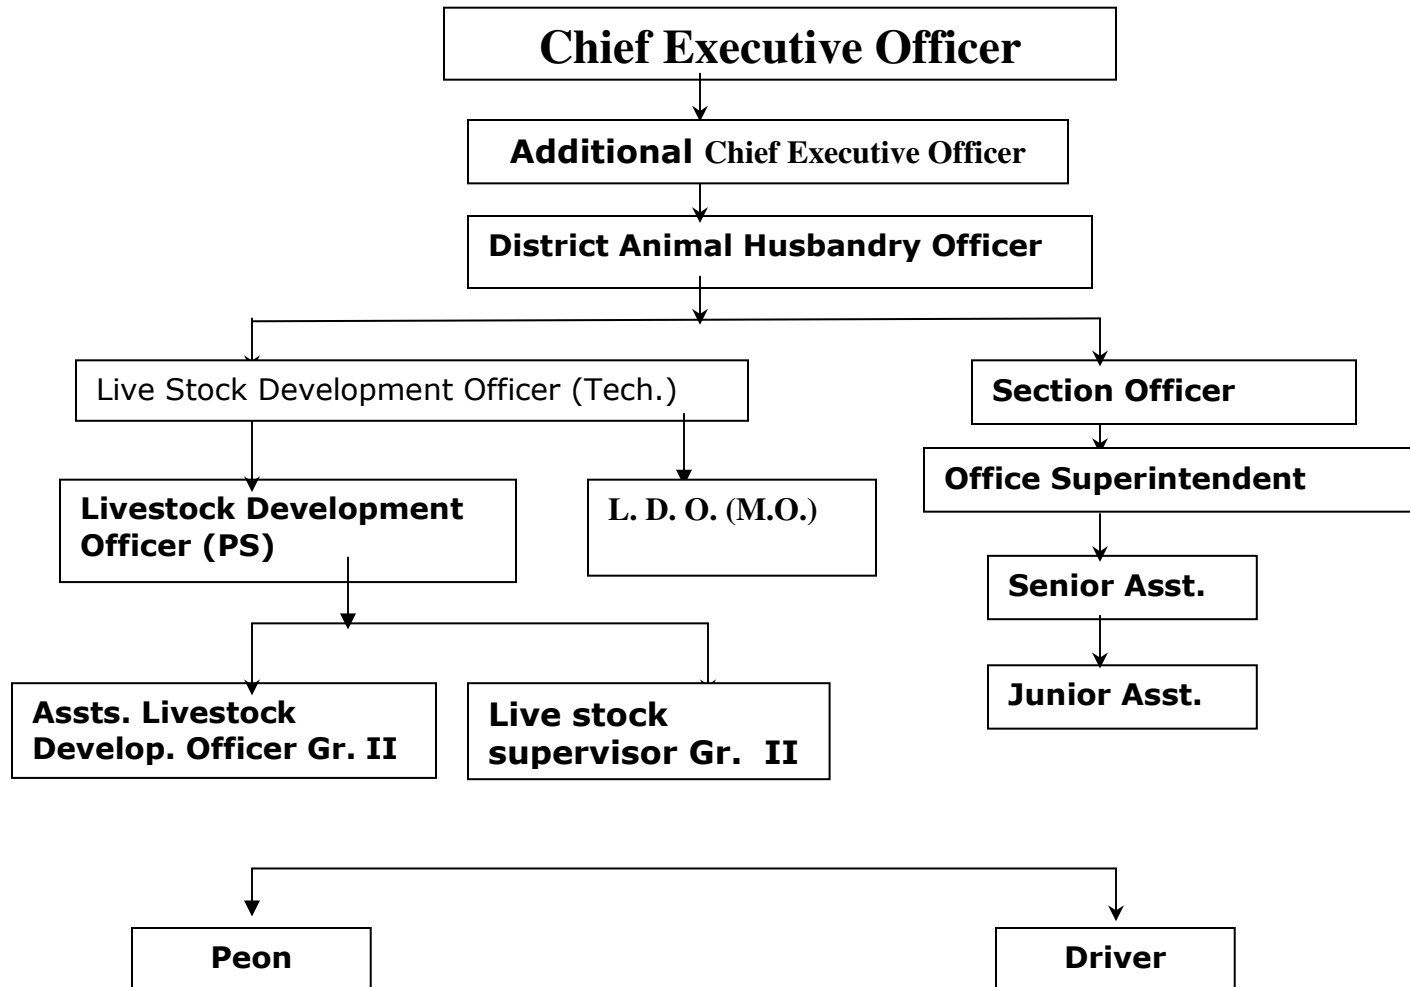 Chief Executive Officer
Additional Chief Executive Officer
District Animal Husbandry Officer
Live Stock Development Officer (Tech.)
Section Officer
Office Superintendent
Livestock Development
Officer (PS)
L. D. O. (M.O.)
Senior Asst.
Junior Asst.
Assts. Livestock
Develop. Officer Gr. II
Live stock
supervisor Gr. II
Peon
Driver